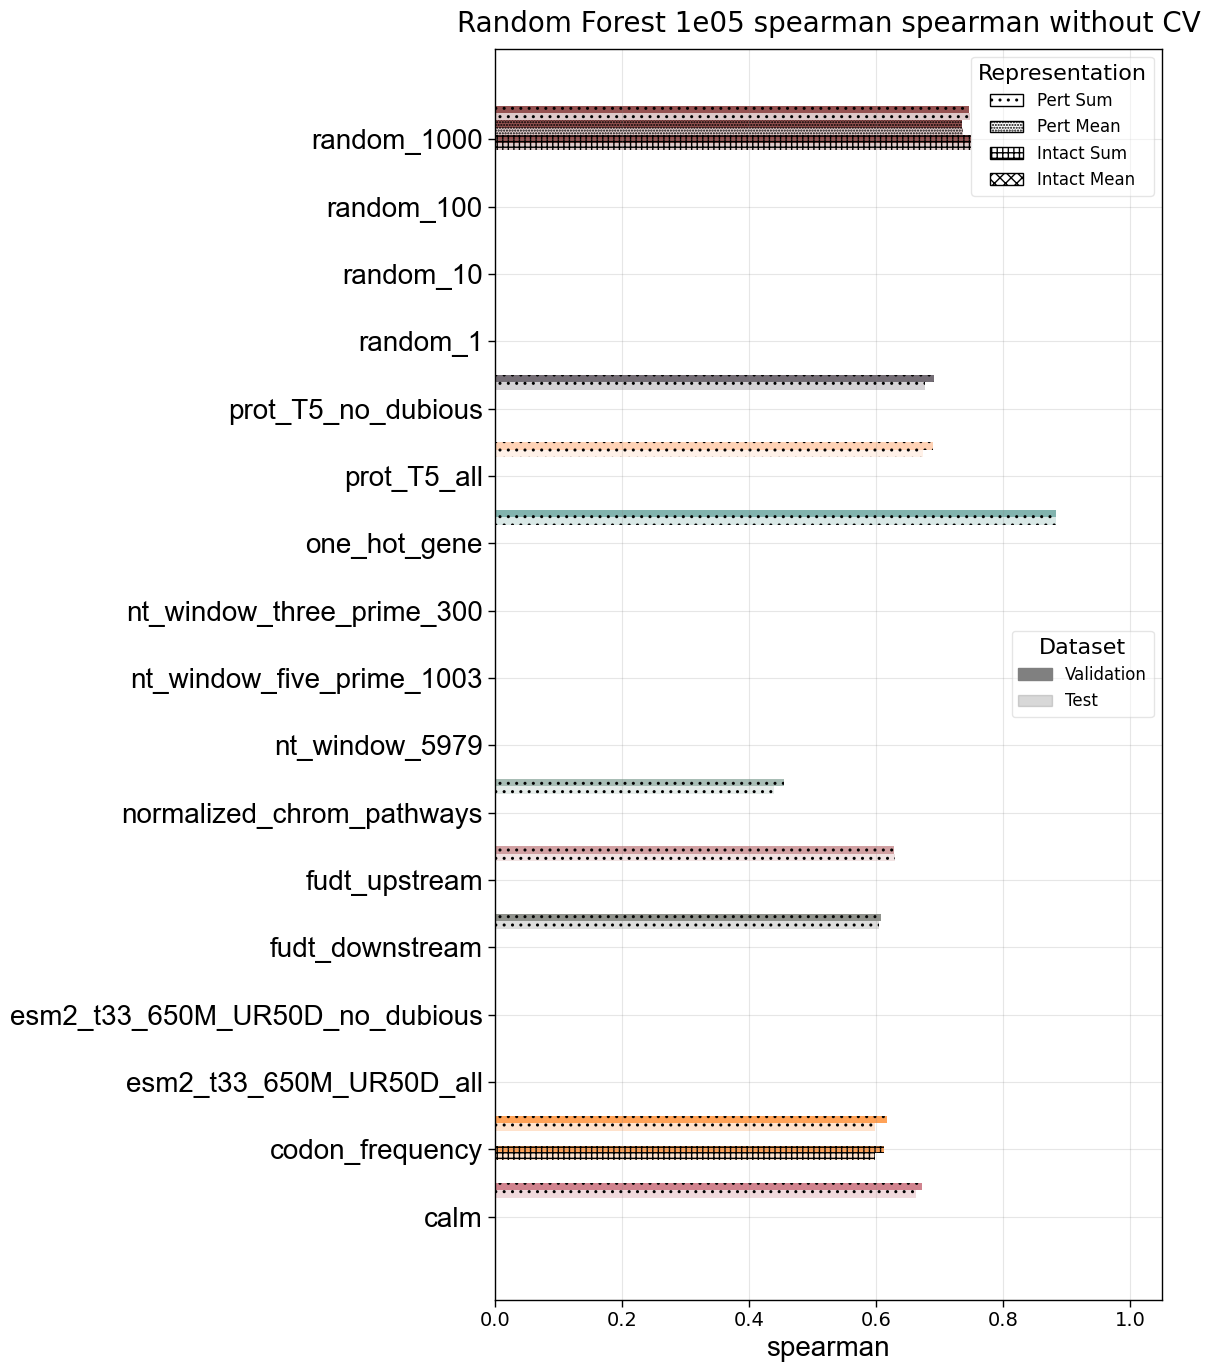 Random Forest 1e05 spearman spearman without CV
Representation
Pert Sum
Pert Mean
Intact Sum
Intact Mean
random_1000
random_100
random_10
random_1
prot_T5_no_dubious
prot_T5_all
one_hot_gene
nt_window_three_prime_300
nt_window_five_prime_1003
Dataset
Validation
Test
nt_window_5979
normalized_chrom_pathways
fudt_upstream
fudt_downstream
esm2_t33_650M_UR50D_no_dubious
esm2_t33_650M_UR50D_all
codon_frequency
calm
0.0 0.2 0.4 0.6 0.8 1.0
spearman